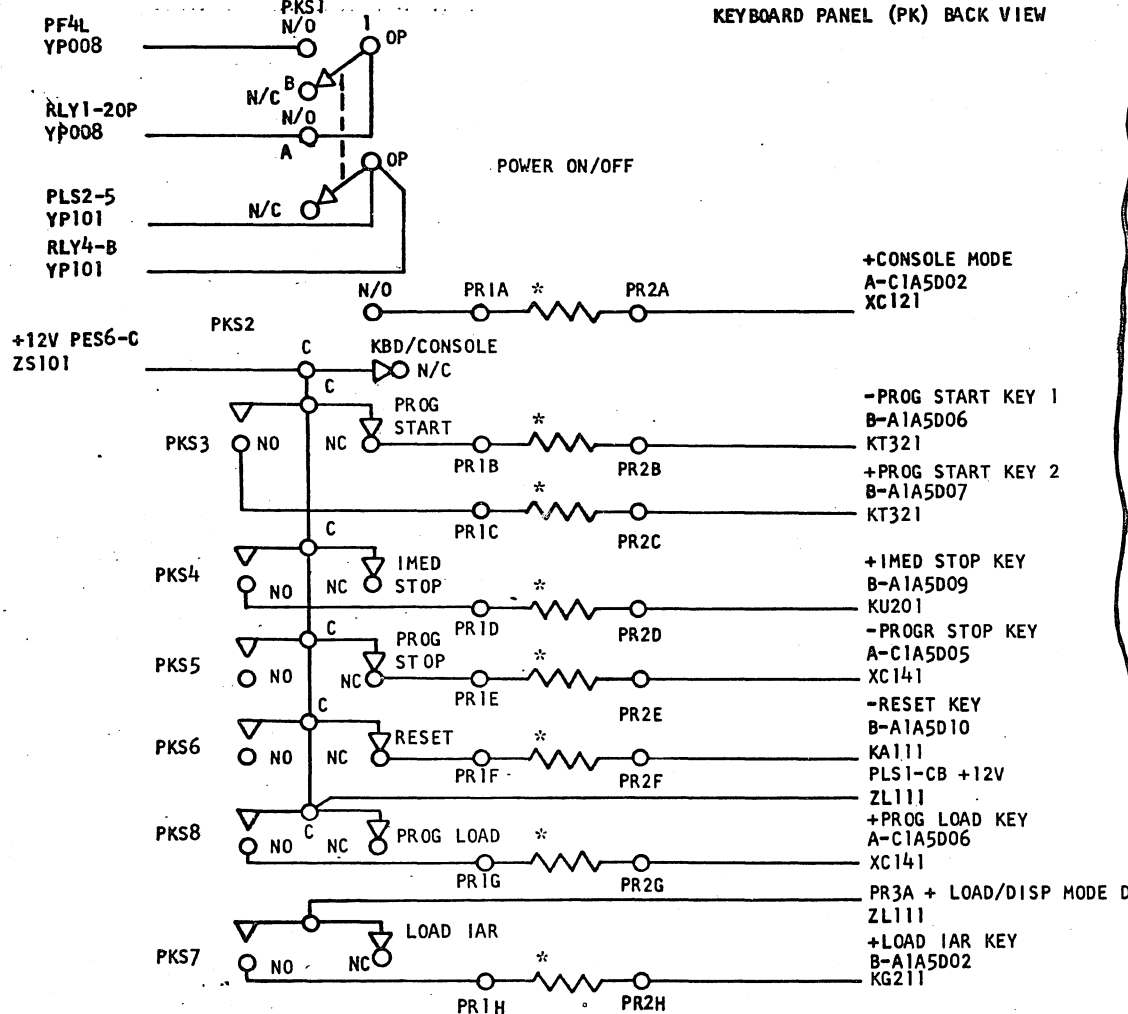 KEYBOARD PANEL (PK) BACK VIEW
PKS1
PF4L
YP008
N/O
1
OP
B
N/C
RLY1-2OP
YP008
N/O
A
OP
POWER ON/OFF
PLS2-5
YP101
N/C
RLY4-B
YP101
N/O
PR1A
*
PR2A
+CONSOLE MODE
A-C1A5D02
XC121
PKS2
+12V PES6-C
ZS101
C
KBD/CONSOLE
N/C
C
PROG
START
PKS3
NO
NC
PR1B
*
PR2B
-PROG START KEY 1
B-A1A5D06
KT321
PR1C
*
PR2C
+PROG START KEY 2
B-A1A5D07
KT321
C
PKS4
NO
NC
IMED
STOP
PR1D
*
PR2D
+IMED STOP KEY
B-A1A5D09
KU201
C
PKS5
NO
NC
PROG
STOP
PR1E
*
PR2E
-PROGR STOP KEY
A-C1A5D05
XC141
C
PKS6
NO
NC
RESET
PR1F
*
PR2F
-RESET KEY
B-A1A5D10
KA111
PLS1-CB +12V
ZL111
PKS8
NO
C
NC
PROG LOAD
PR1G
*
PR2G
+PROG LOAD KEY
A-C1A5D06
XC141
PR3A + LOAD/DISP MODE D
ZL111
PKS7
NO
NC
LOAD IAR
PR1H
*
PR2H
+LOAD IAR KEY
B-A1A5D02
KG211